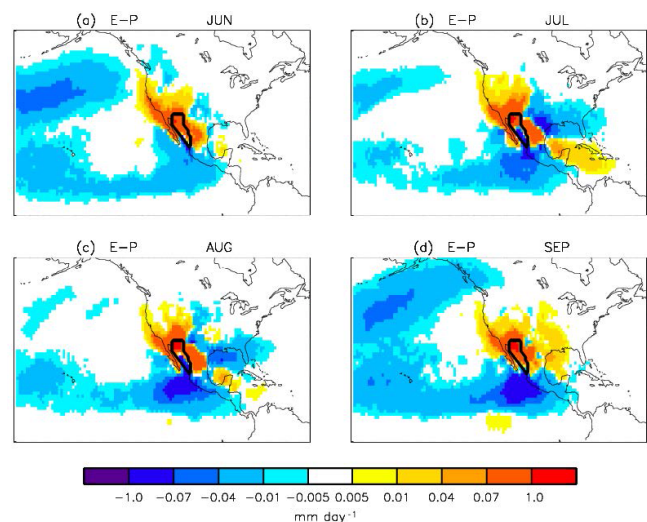 (a) E-P JUN
(b) E-P JUL
(c) E-P AUG
(d) E-P SEP
-1.0 -0.07 -0.04 -0.01 -0.005 0.005 0.01 0.04 0.07 1.0
mm day⁻¹